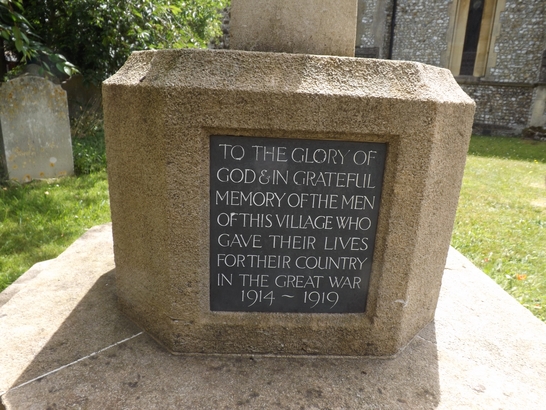 TO THE GLORY OF
GOD & IN GRATEFUL
MEMORY OF THE MEN
OF THIS VILLAGE WHO
GAVE THEIR LIVES
FOR THEIR COUNTRY
IN THE GREAT WAR
1914 ~ 1919